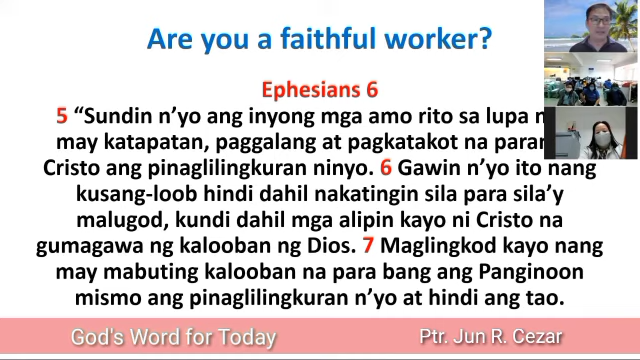 Are you a faithful worker?
Ephesians 6
5 “Sundin n’yo ang inyong mga amo rito sa lupa
may katapatan, paggalang at pagkatakot na
Cristo ang pinaglilingkuran ninyo. 6 Gawin n’yo ito nang
kusang-loob hindi dahil nakatingin sila para sila’y
malugod, kundi dahil mga alipin kayo ni Cristo na
gumagawa ng kalooban ng Dios. 7 Maglingkod kayo nang
may mabuting kalooban na para bang ang Panginoon
mismo ang pinaglilingkuran n’yo at hindi ang tao.
God's Word for Today
Ptr. Jun R. Cezar